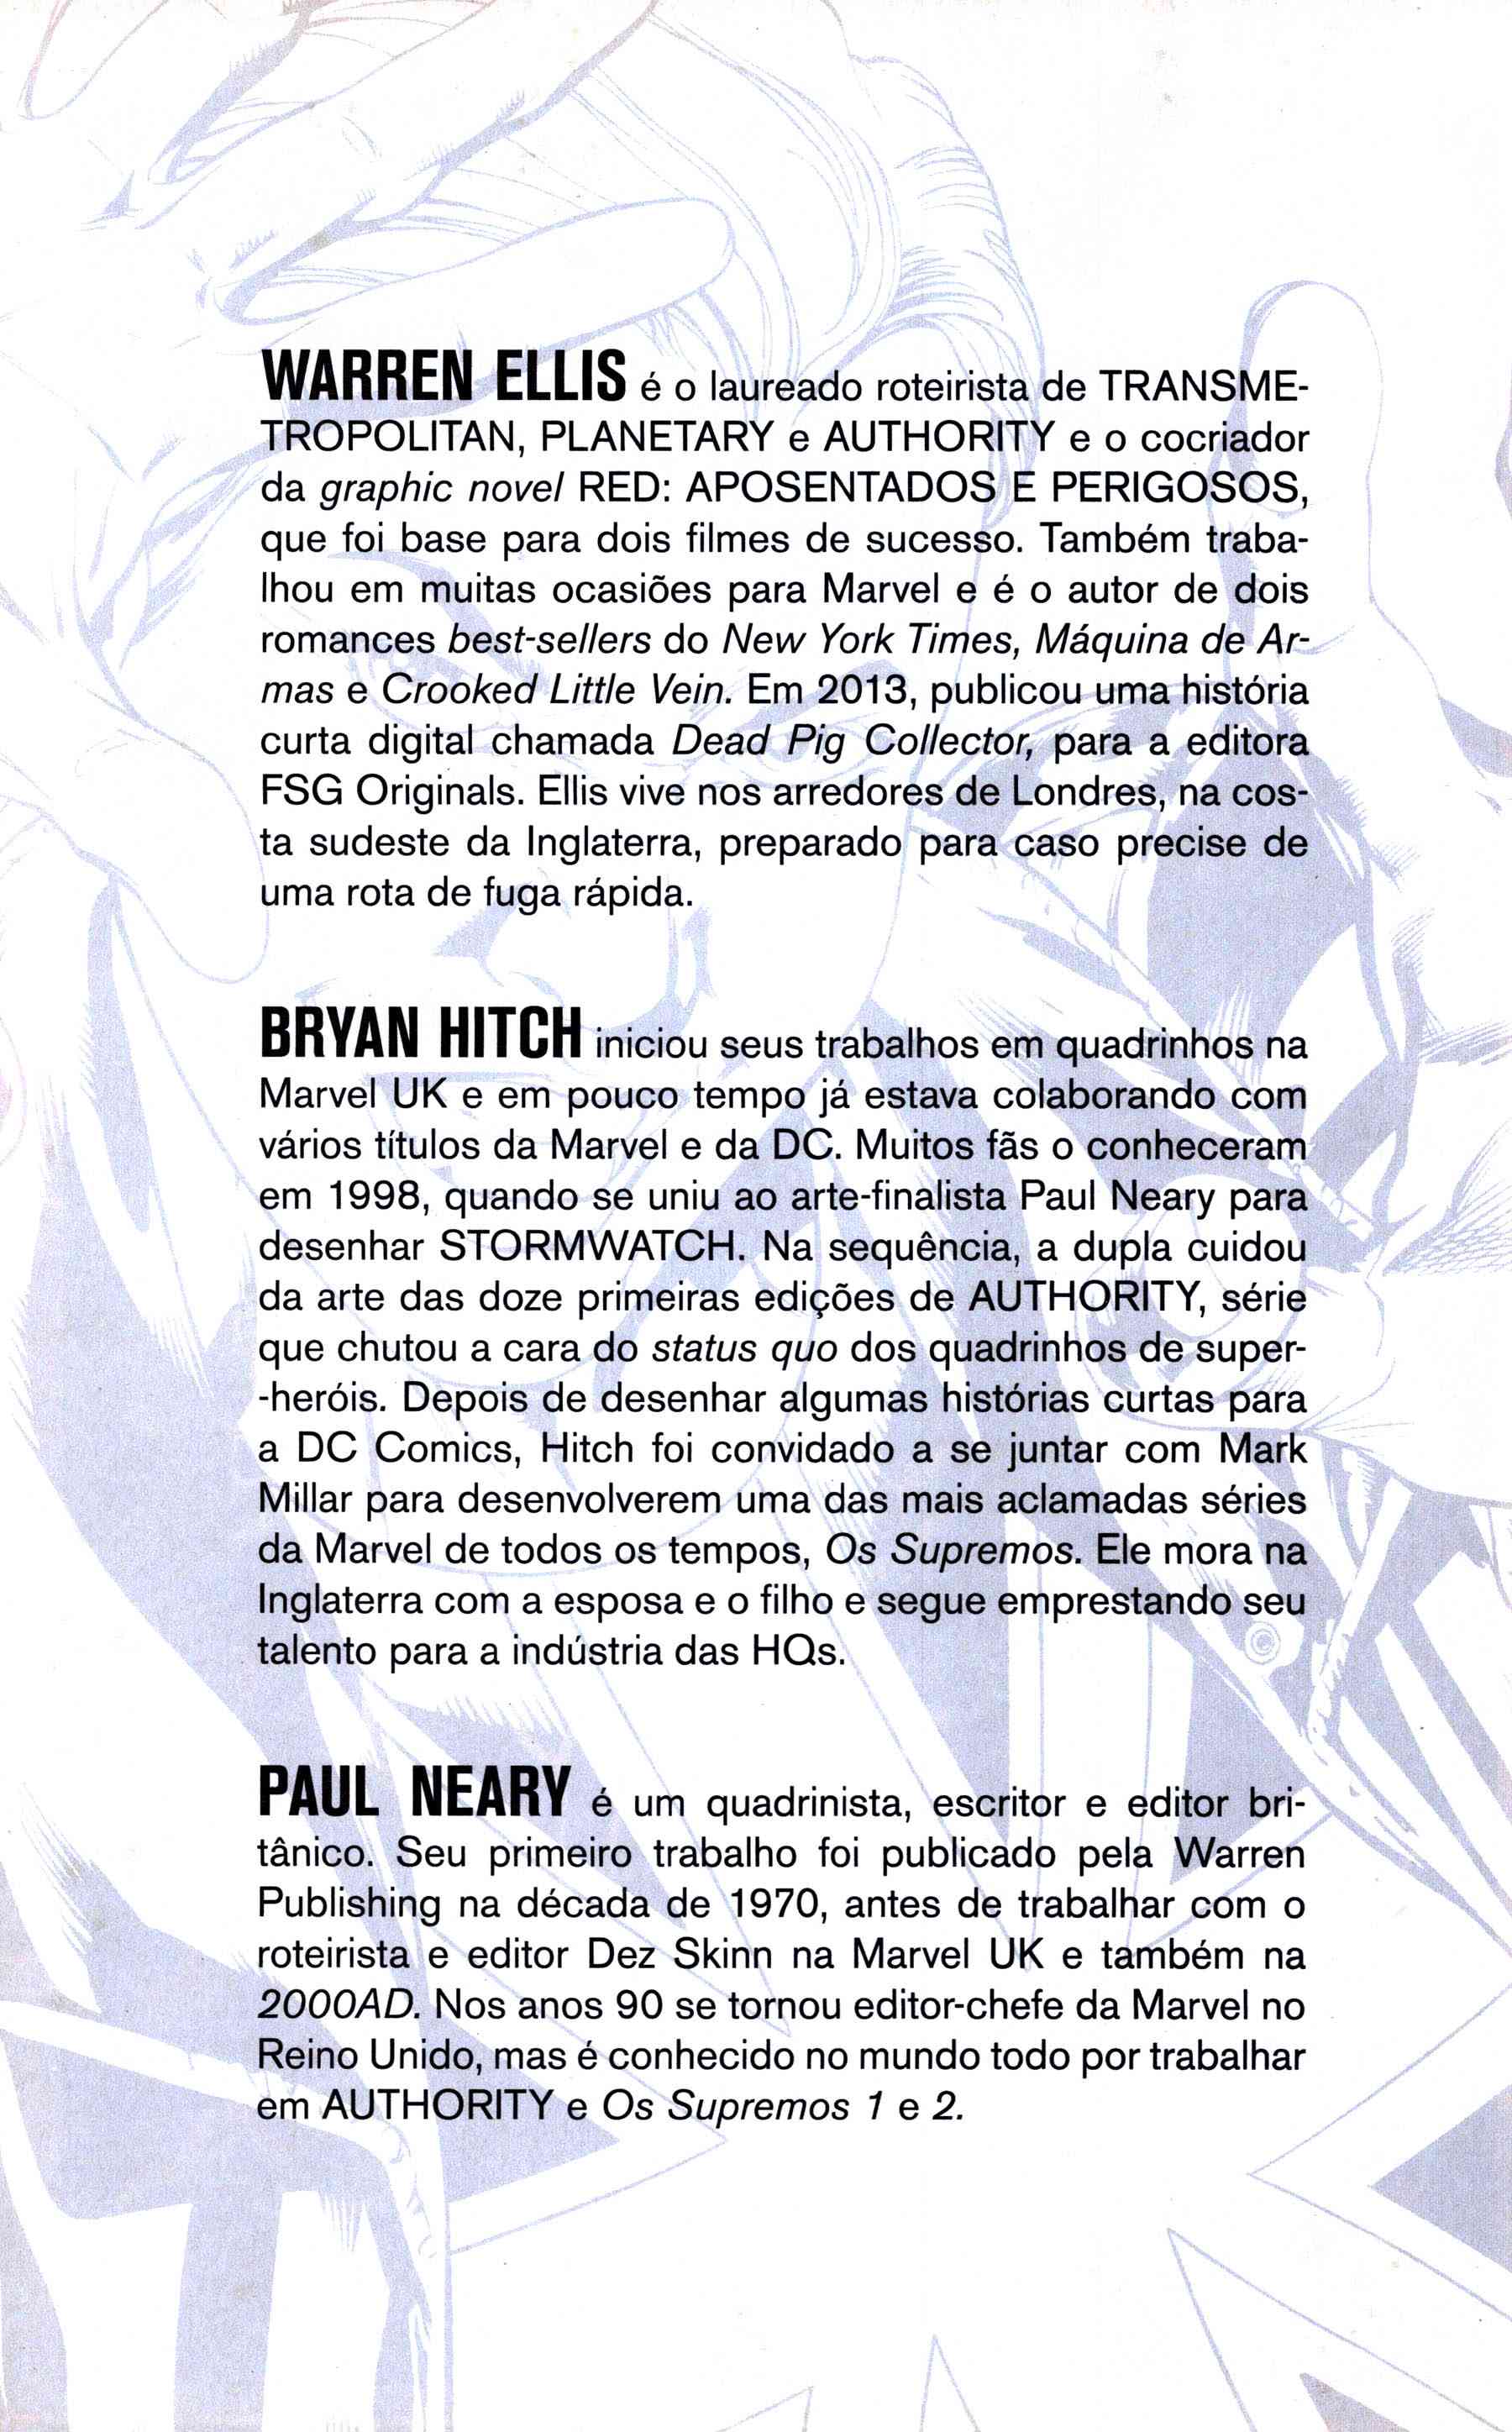 WARREN ELLIS é o laureado roteirista de TRANSME-
TROPOLITAN, PLANETARY e AUTHORITY e o cocriador
da graphic novel RED: APOSENTADOS E PERIGOSOS,
que foi base para dois filmes de sucesso. Também traba-
lhou em muitas ocasiões para Marvel e é o autor de dois
romances best-sellers do New York Times, Máquina de Ar-
mas e Crooked Little Vein. Em 2013, publicou uma história
curta digital chamada Dead Pig Collector, para a editora
FSG Originals. Ellis vive nos arredores de Londres, na cos-
ta sudeste da Inglaterra, preparado para caso precise de
uma rota de fuga rápida.
BRYAN HITCH iniciou seus trabalhos em quadrinhos na
Marvel UK e em pouco tempo já estava colaborando com
vários títulos da Marvel e da DC. Muitos fãs o conheceram
em 1998, quando se uniu ao arte-finalista Paul Neary para
desenhar STORMWATCH. Na sequência, a dupla cuidou
da arte das doze primeiras edições de AUTHORITY, série
que chutou a cara do status quo dos quadrinhos de super-
-heróis. Depois de desenhar algumas histórias curtas para
a DC Comics, Hitch foi convidado a se juntar com Mark
Millar para desenvolverem uma das mais aclamadas séries
da Marvel de todos os tempos, Os Supremos. Ele mora na
Inglaterra com a esposa e o filho e segue emprestando seu
talento para a indústria das HQs.
PAUL NEARY é um quadrinista, escritor e editor bri-
tânico. Seu primeiro trabalho foi publicado pela Warren
Publishing na década de 1970, antes de trabalhar com o
roteirista e editor Dez Skinn na Marvel UK e também na
2000AD. Nos anos 90 se tornou editor-chefe da Marvel no
Reino Unido, mas é conhecido no mundo todo por trabalhar
em AUTHORITY e Os Supremos 1 e 2.